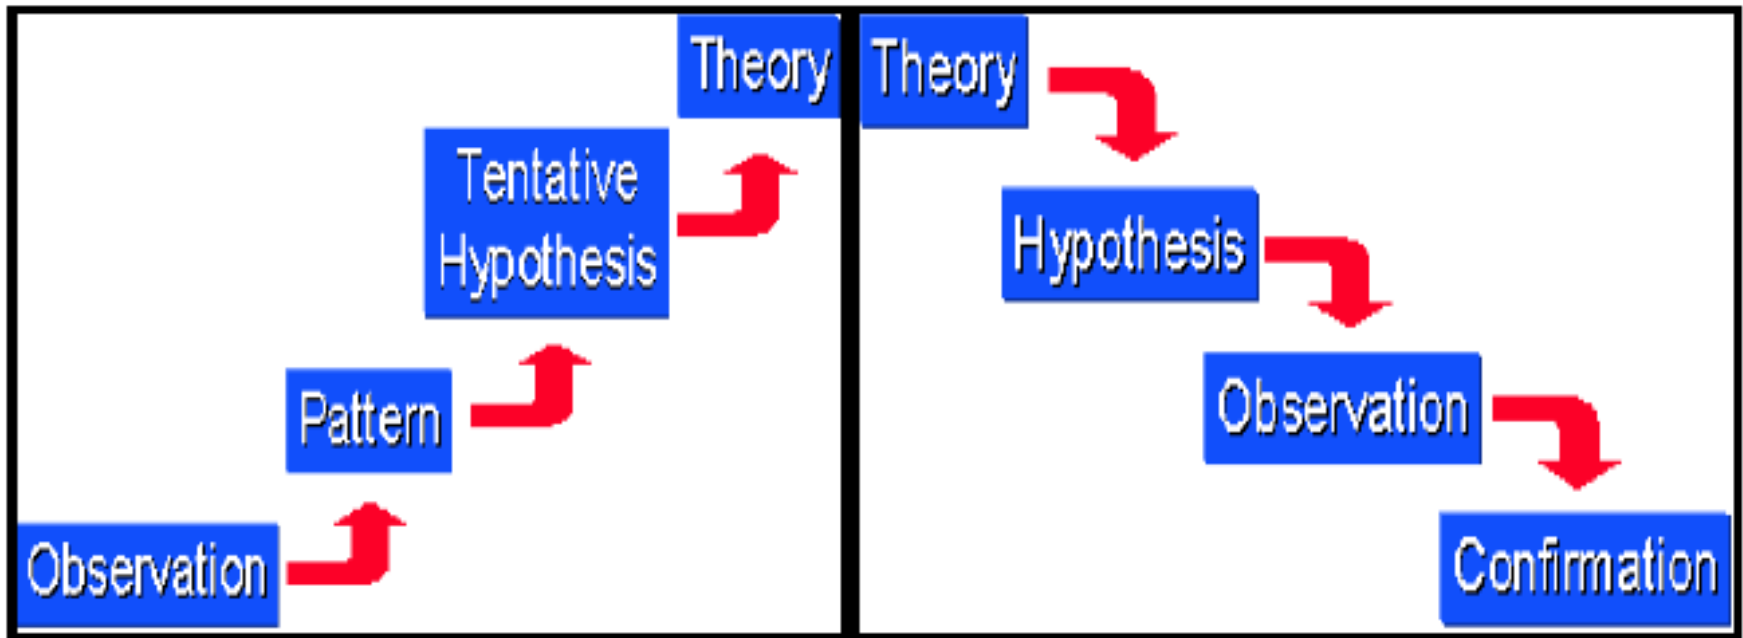 Theory
Tentative
Hypothesis
Pattern
Observation
Theory
Hypothesis
Observation
Confirmation